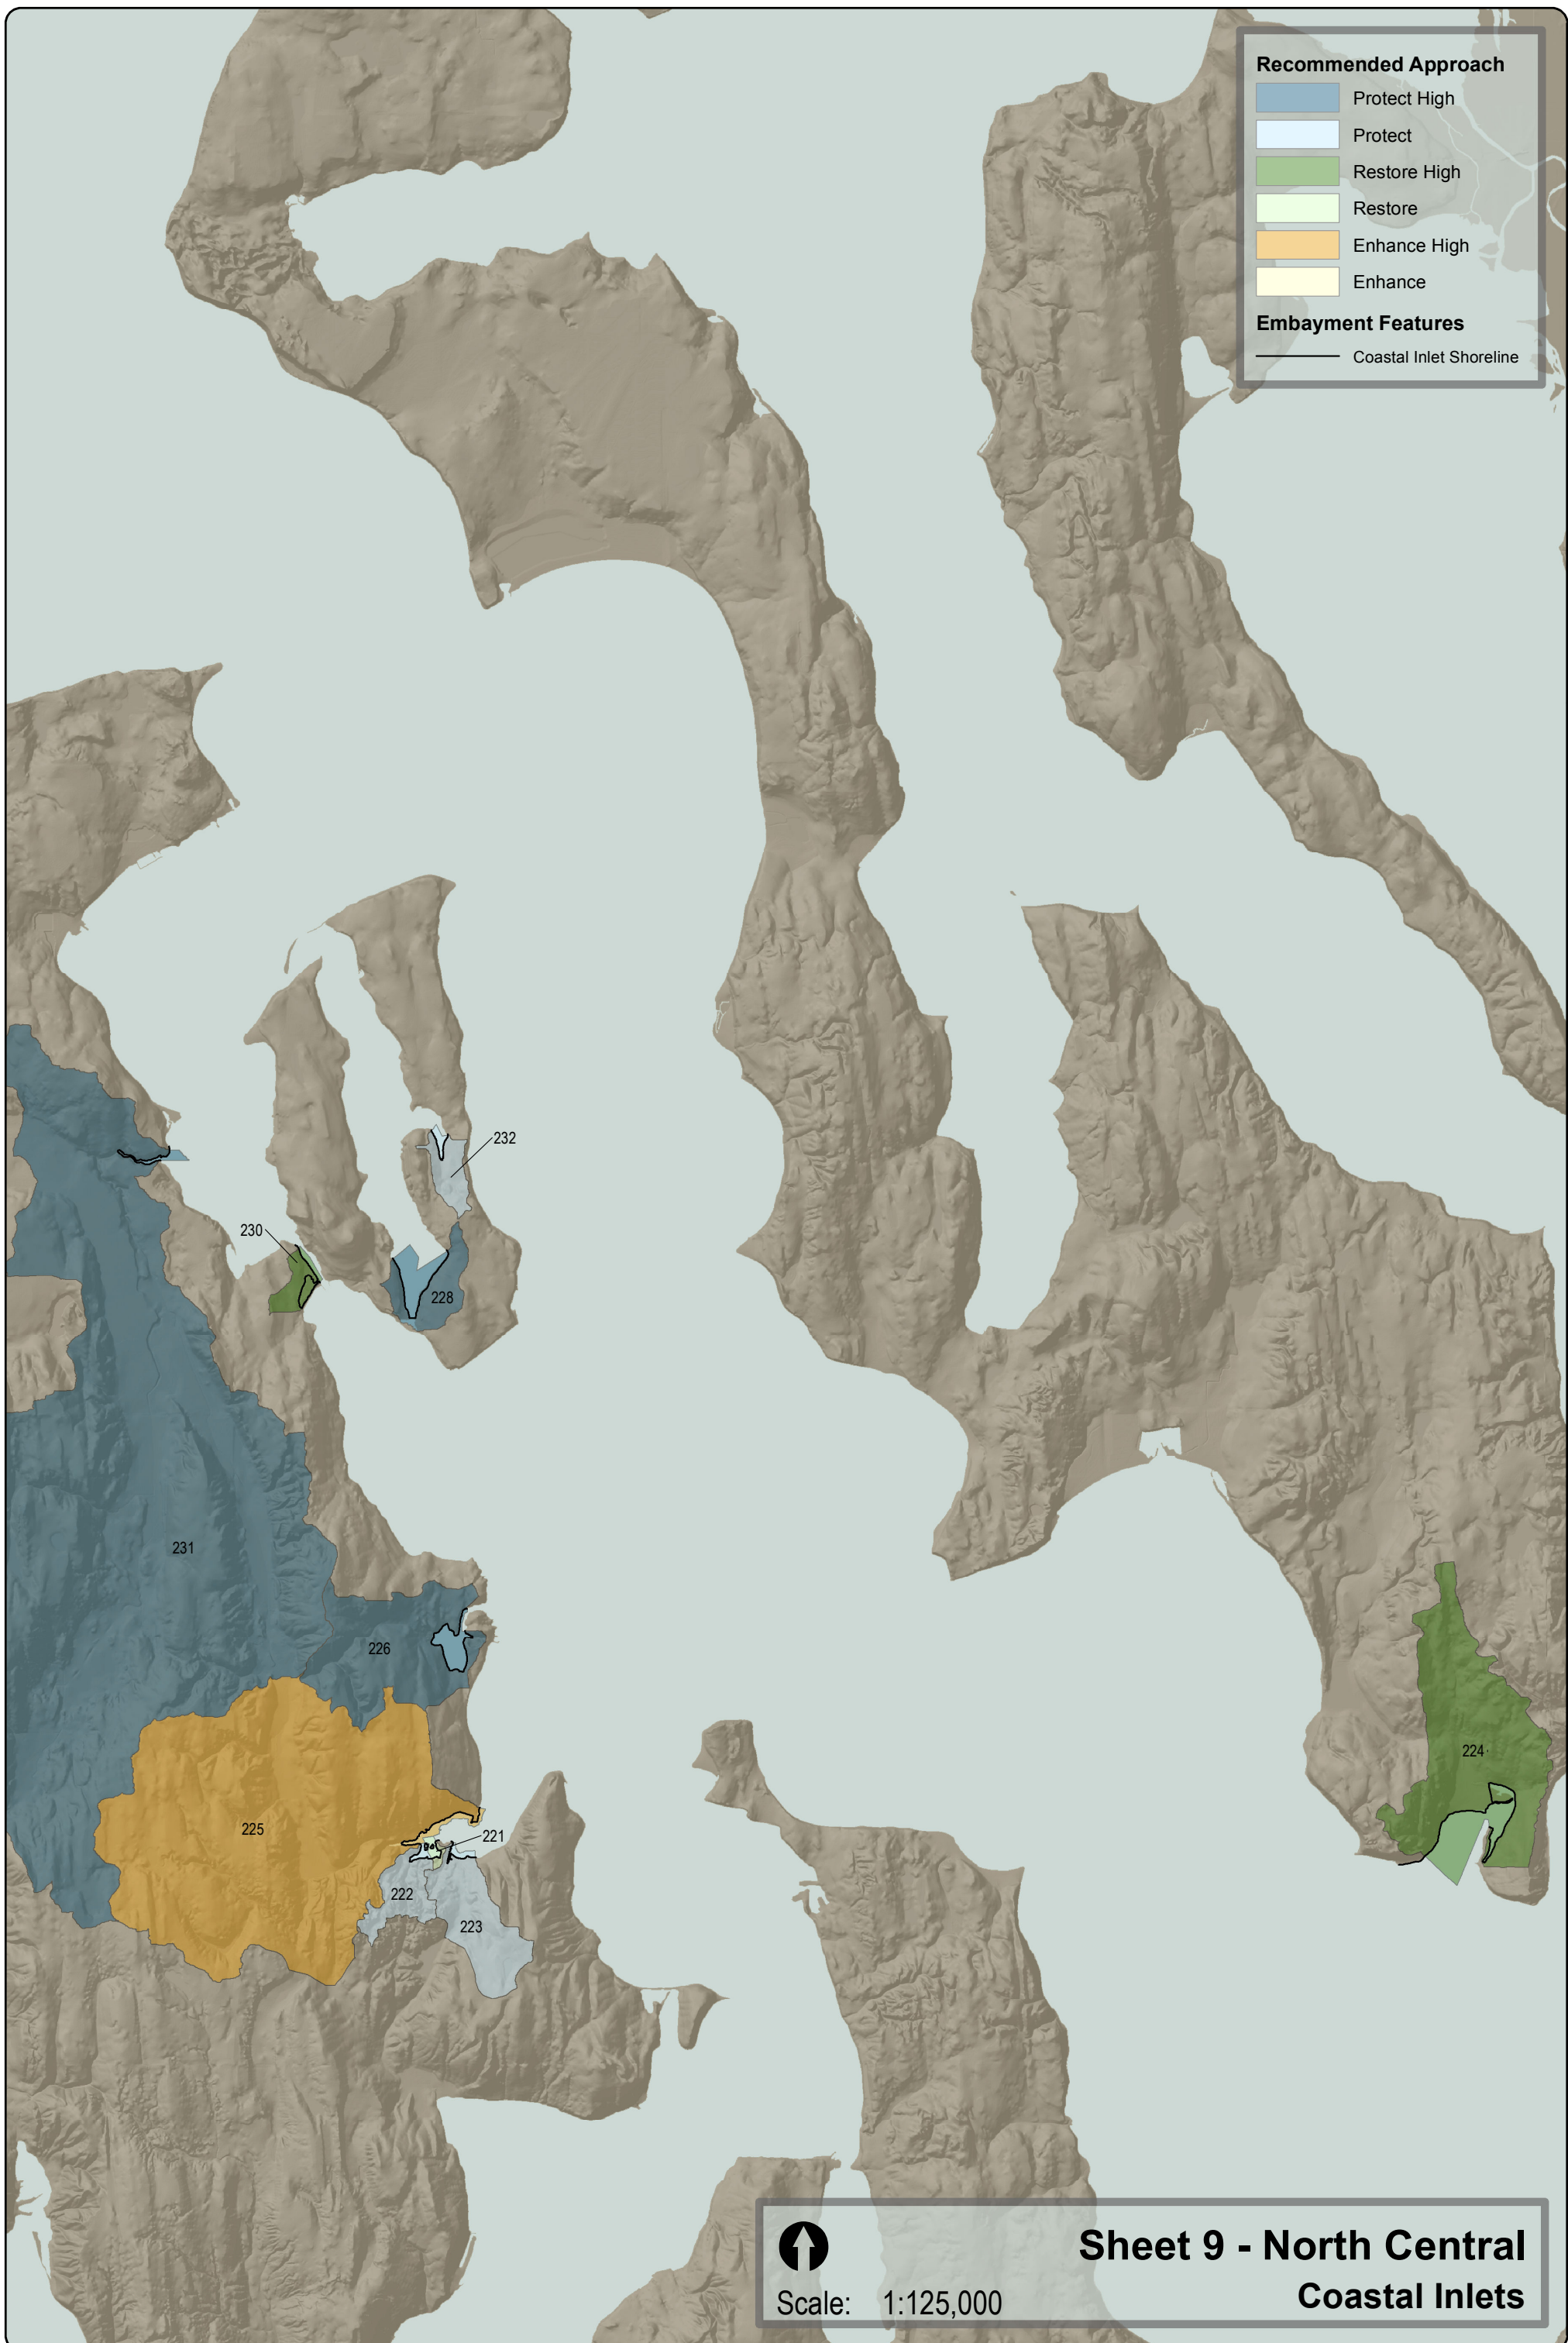 Recommended Approach
Protect High
Protect
Restore High
Restore
Enhance High
Enhance
Embayment Features
Coastal Inlet Shoreline
232
230
228
231
226
224
225
221
222
223
Sheet 9 - North Central
Coastal Inlets
Scale: 1:125,000